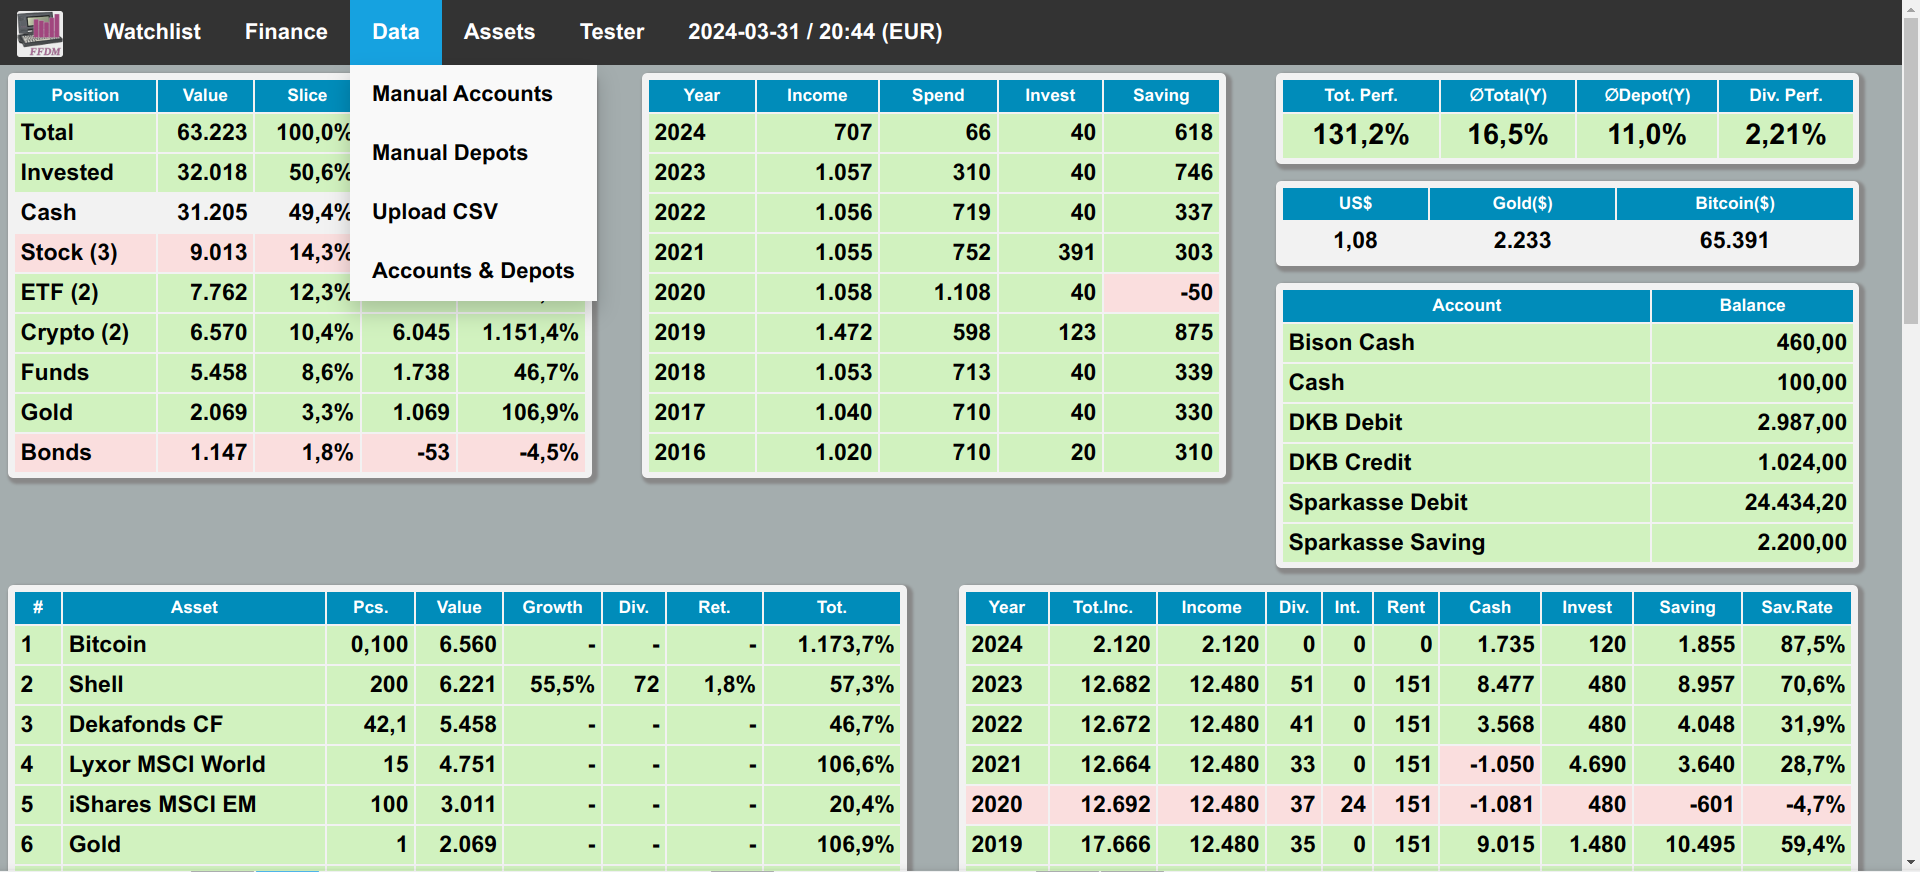 FFDM Watchlist Finance Data Assets Tester 2024-03-31 / 20:44 (EUR)
Manual Accounts
Manual Depots
Upload CSV
Accounts & Depots
Position Value Slice
Total 63.223 100,0%
Invested 32.018 50,6%
Cash 31.205 49,4%
Stock (3) 9.013 14,3%
ETF (2) 7.762 12,3%
Crypto (2) 6.570 10,4% 6.045 1.151,4%
Funds 5.458 8,6% 1.738 46,7%
Gold 2.069 3,3% 1.069 106,9%
Bonds 1.147 1,8% -53 -4,5%
Year Income Spend Invest Saving
2024 707 66 40 618
2023 1.057 310 40 746
2022 1.056 719 40 337
2021 1.055 752 391 303
2020 1.058 1.108 40 -50
2019 1.472 598 123 875
2018 1.053 713 40 339
2017 1.040 710 40 330
2016 1.020 710 20 310
Tot. Perf. ∅Total(Y) ∅Depot(Y) Div. Perf.
131,2% 16,5% 11,0% 2,21%
US$ Gold($) Bitcoin($)
1,08 2.233 65.391
Account Balance
Bison Cash 460,00
Cash 100,00
DKB Debit 2.987,00
DKB Credit 1.024,00
Sparkasse Debit 24.434,20
Sparkasse Saving 2.200,00
# Asset Pcs. Value Growth Div. Ret. Tot.
1 Bitcoin 0,100 6.560 - - - 1.173,7%
2 Shell 200 6.221 55,5% 72 1,8% 57,3%
3 Dekafonds CF 42,1 5.458 - - - 46,7%
4 Lyxor MSCI World 15 4.751 - - - 106,6%
5 iShares MSCI EM 100 3.011 - - - 20,4%
6 Gold 1 2.069 - - - 106,9%
Year Tot.Inc. Income Div. Int. Rent Cash Invest Saving Sav.Rate
2024 2.120 2.120 0 0 0 1.735 120 1.855 87,5%
2023 12.682 12.480 51 0 151 8.477 480 8.957 70,6%
2022 12.672 12.480 41 0 151 3.568 480 4.048 31,9%
2021 12.664 12.480 33 0 151 -1.050 4.690 3.640 28,7%
2020 12.692 12.480 37 24 151 -1.081 480 -601 -4,7%
2019 17.666 12.480 35 0 151 9.015 1.480 10.495 59,4%